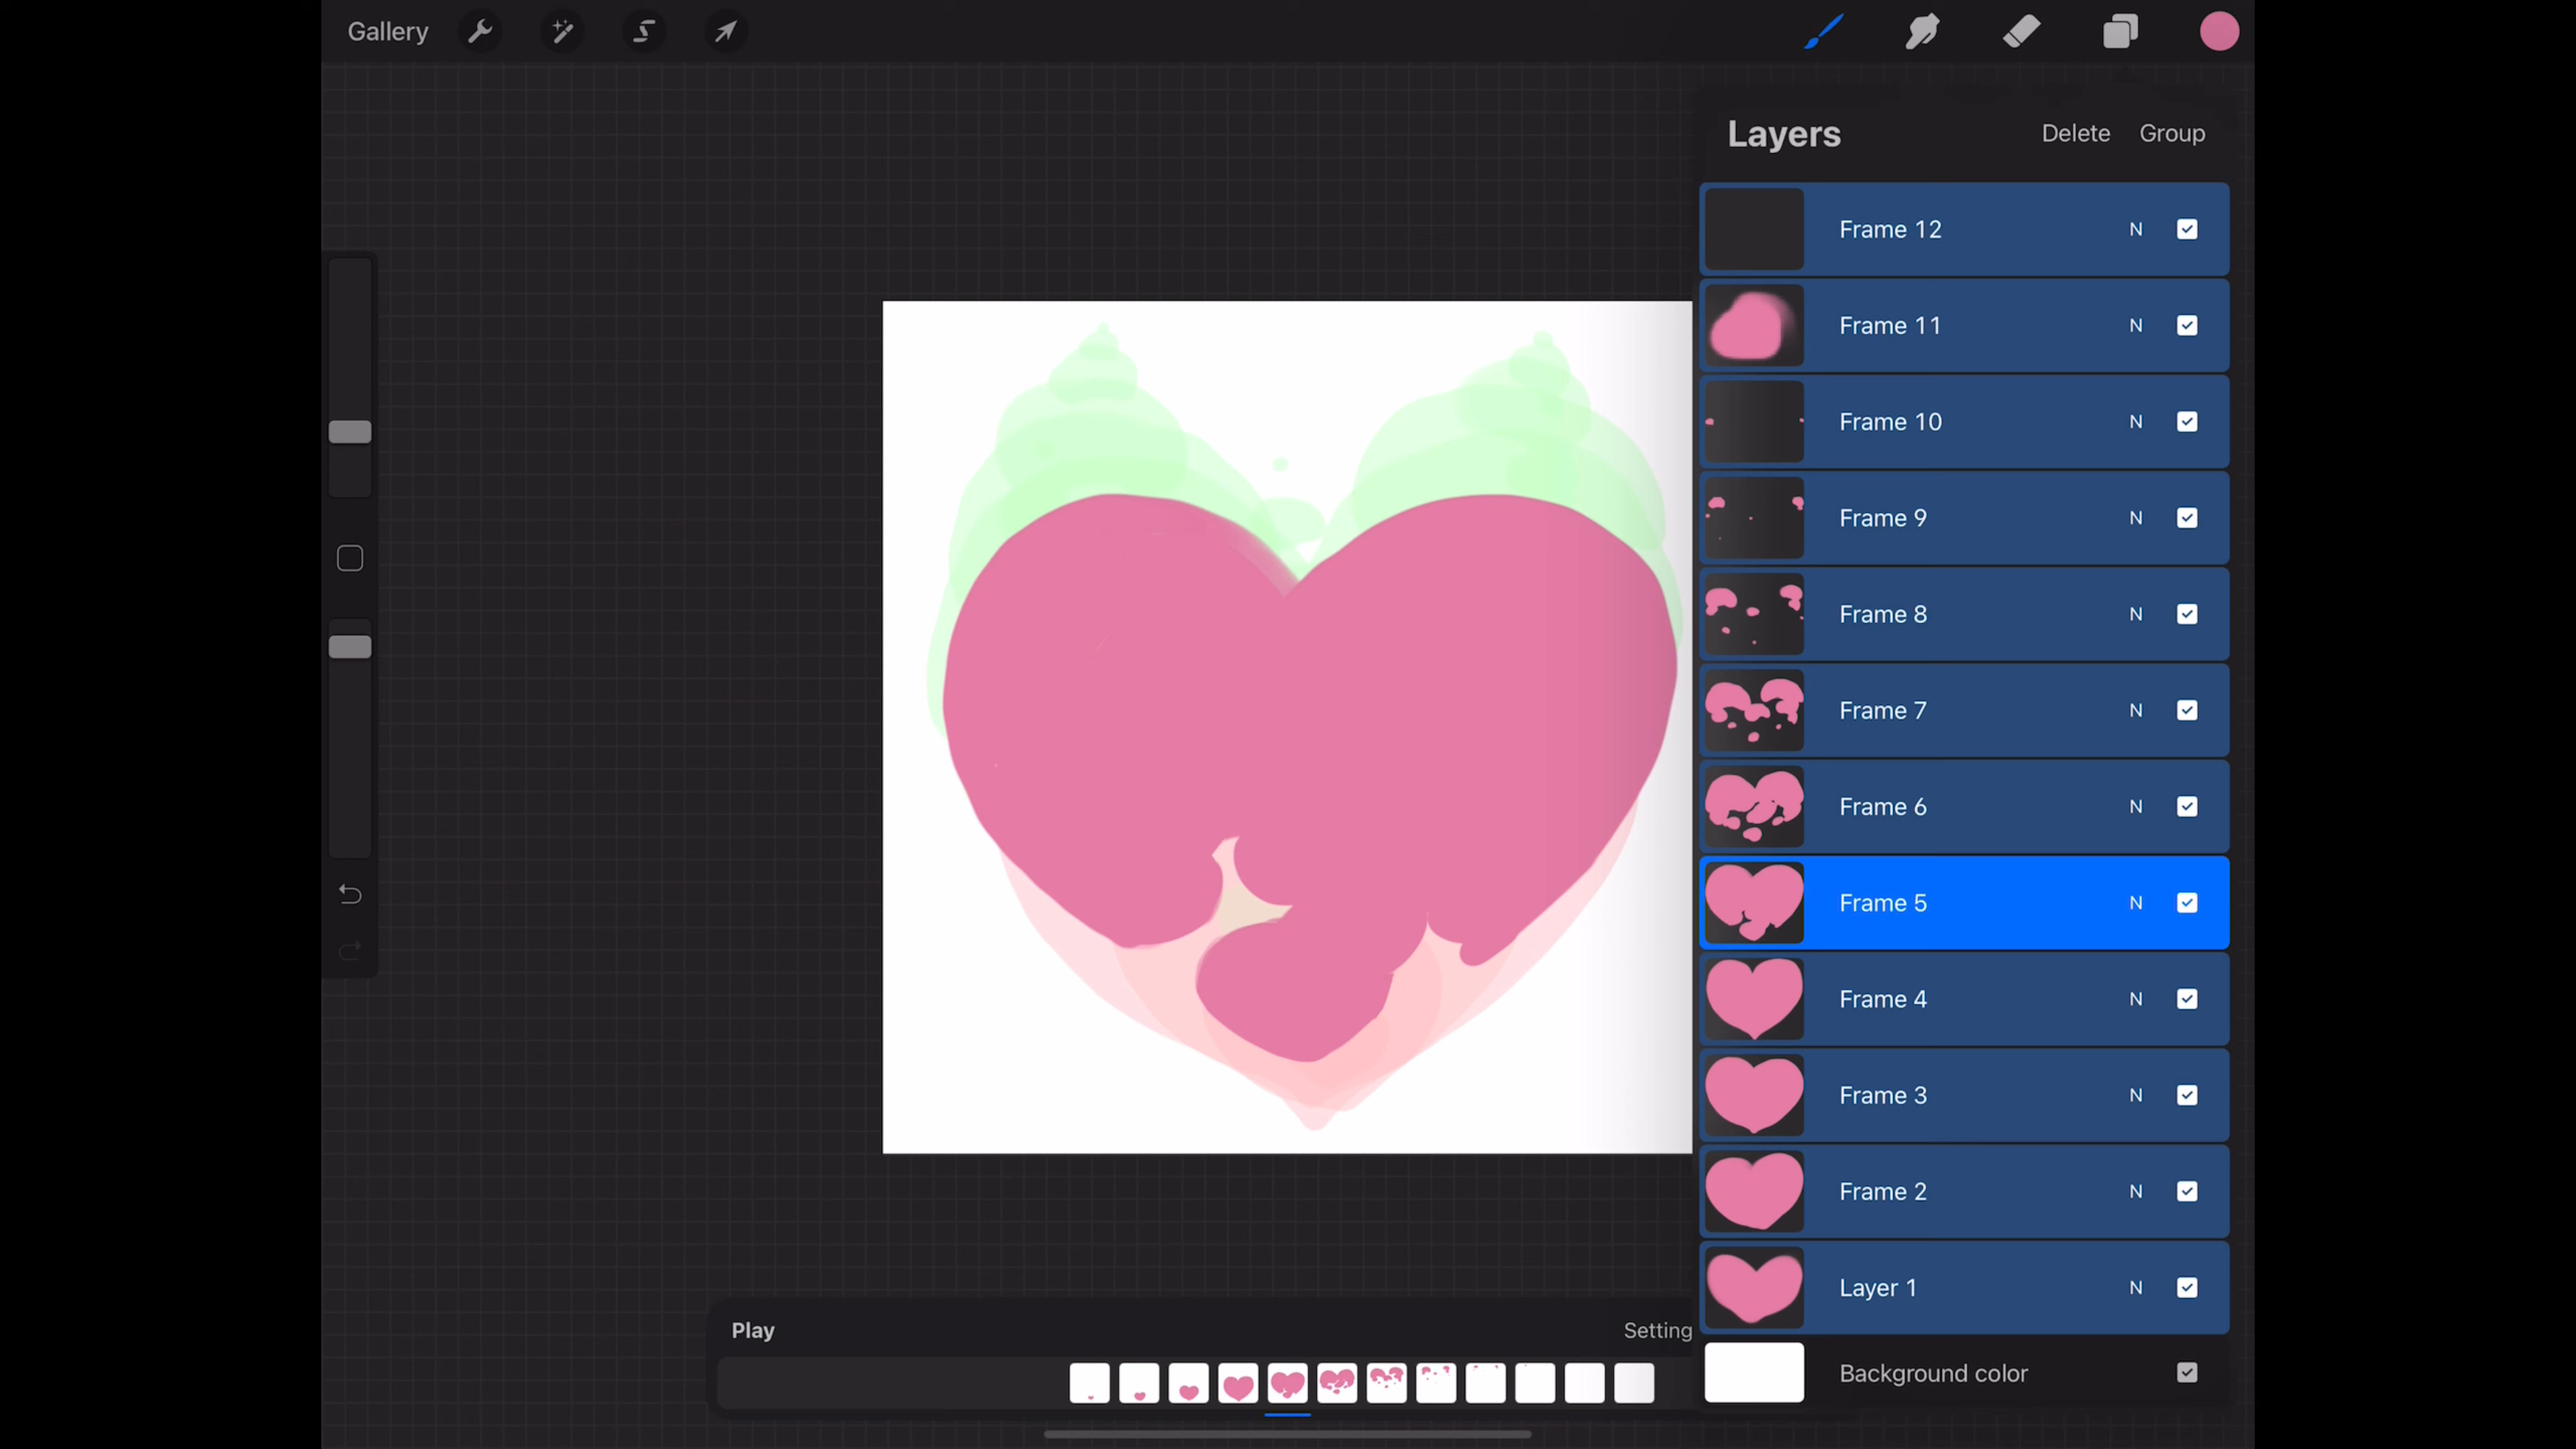 Gallery
Layers Delete Group
Frame 12 N
Frame 11 N
Frame 10 N
Frame 9 N
Frame 8 N
Frame 7 N
Frame 6 N
Frame 5 N
Frame 4 N
Frame 3 N
Frame 2 N
Layer 1 N
Background color
Play Setting